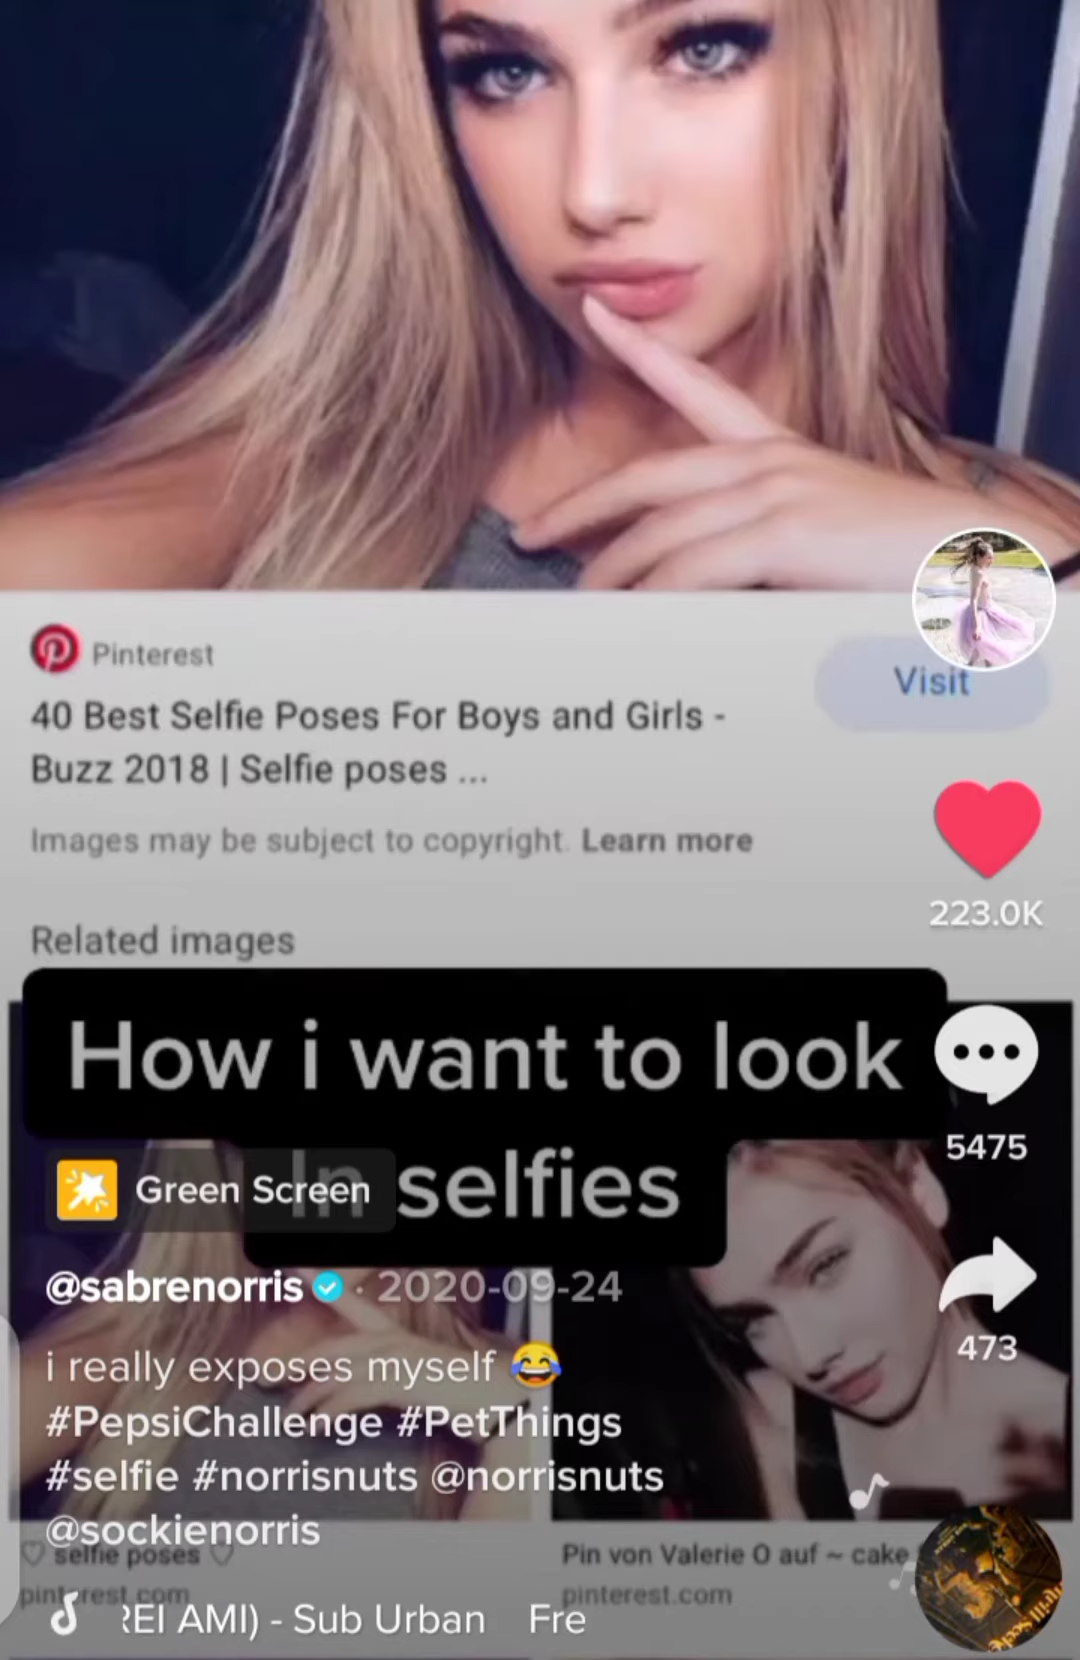 Pinterest
Visit
40 Best Selfie Poses For Boys and Girls -
Buzz 2018 | Selfie poses ...
Images may be subject to copyright. Learn more
223.0K
Related images
How i want to look
In selfies
5475
Green Screen
@sabrenorris · 2020-09-24
473
i really exposes myself 😂
#PepsiChallenge #PetThings
#selfie #norrisnuts @norrisnuts
@sockienorris
♡ selfie poses ♡
Pin von Valerie O auf ~ cake
pinterest.com
pinterest.com
REI AMI) - Sub Urban Fre